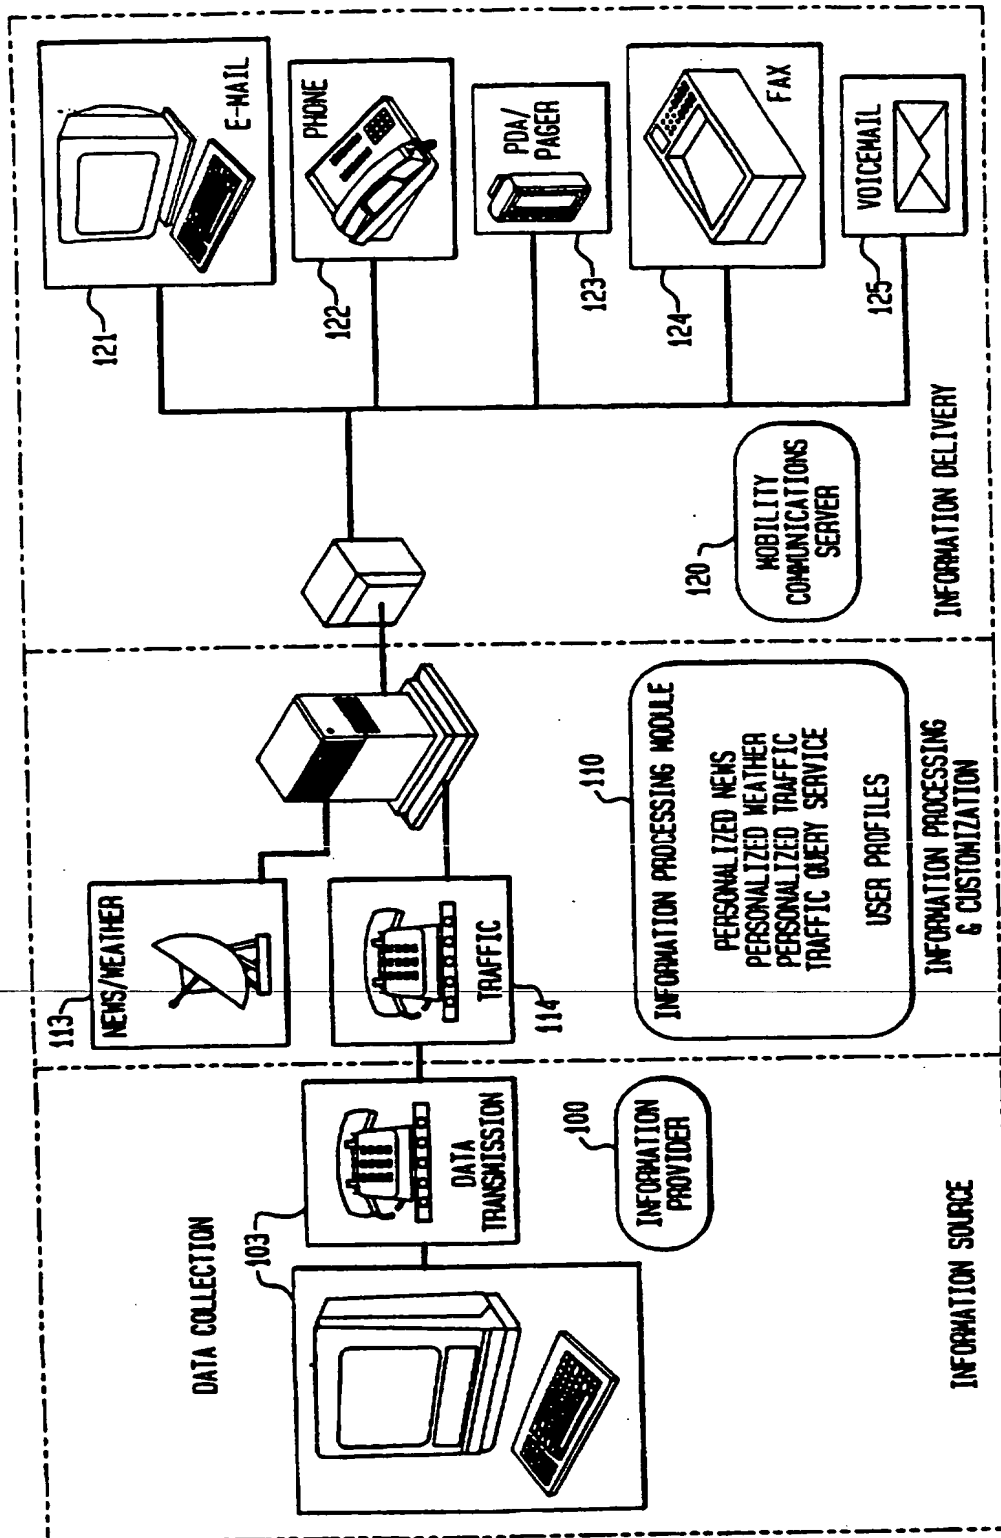 DATA COLLECTION
103
DATA
TRANSMISSION
100
INFORMATION
PROVIDER
INFORMATION SOURCE
113
NEWS/WEATHER
TRAFFIC
114
110
INFORMATION PROCESSING MODULE
PERSONALIZED NEWS
PERSONALIZED WEATHER
PERSONALIZED TRAFFIC
TRAFFIC QUERY SERVICE
USER PROFILES
INFORMATION PROCESSING
& CUSTOMIZATION
120
MOBILITY
COMMUNICATIONS
SERVER
INFORMATION DELIVERY
121
E-MAIL
122
PHONE
123
PDA/
PAGER
124
FAX
125
VOICEMAIL